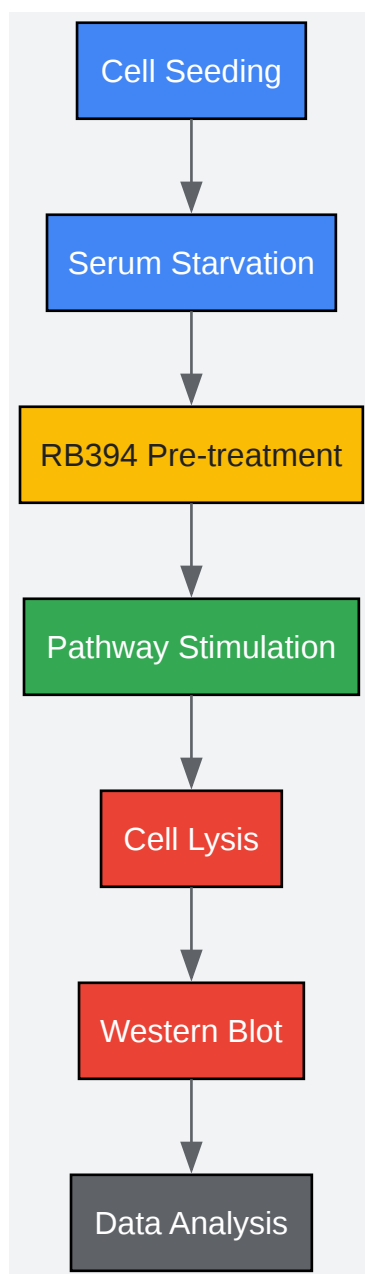 Cell Seeding
Serum Starvation
RB394 Pre-treatment
Pathway Stimulation
Cell Lysis
Western Blot
Data Analysis